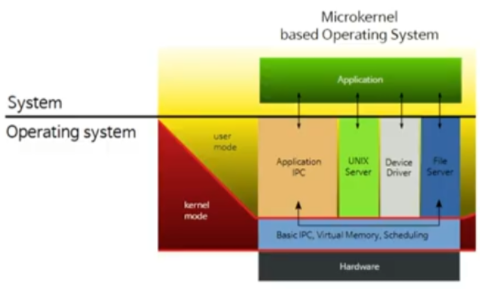 Microkernel
based Operating System
Application
System
Operating system
user
mode
Application
IPC
UNIX
Server
Device
Driver
File
Server
kernel
mode
Basic IPC, Virtual Memory, Scheduling
Hardware